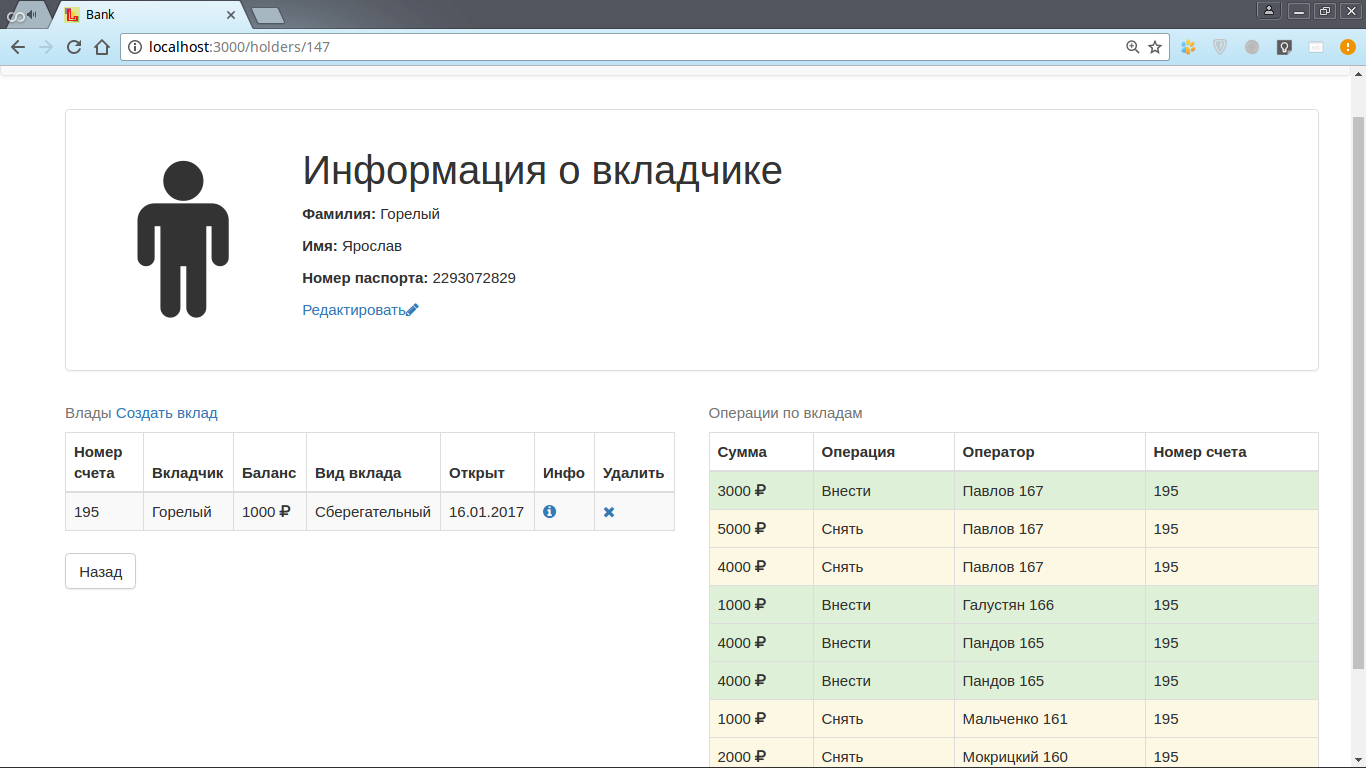 Bank
localhost:3000/holders/147
Информация о вкладчике
Фамилия: Горелый
Имя: Ярослав
Номер паспорта: 2293072829
Редактировать
Влады Создать вклад
Номер счета Вкладчик Баланс Вид вклада Открыт Инфо Удалить
195 Горелый 1000 ₽ Сберегательный 16.01.2017
Назад
Операции по вкладам
Сумма Операция Оператор Номер счета
3000 ₽ Внести Павлов 167 195
5000 ₽ Снять Павлов 167 195
4000 ₽ Снять Павлов 167 195
1000 ₽ Внести Галустян 166 195
4000 ₽ Внести Пандов 165 195
4000 ₽ Внести Пандов 165 195
1000 ₽ Снять Мальченко 161 195
2000 ₽ Снять Мокрицкий 160 195